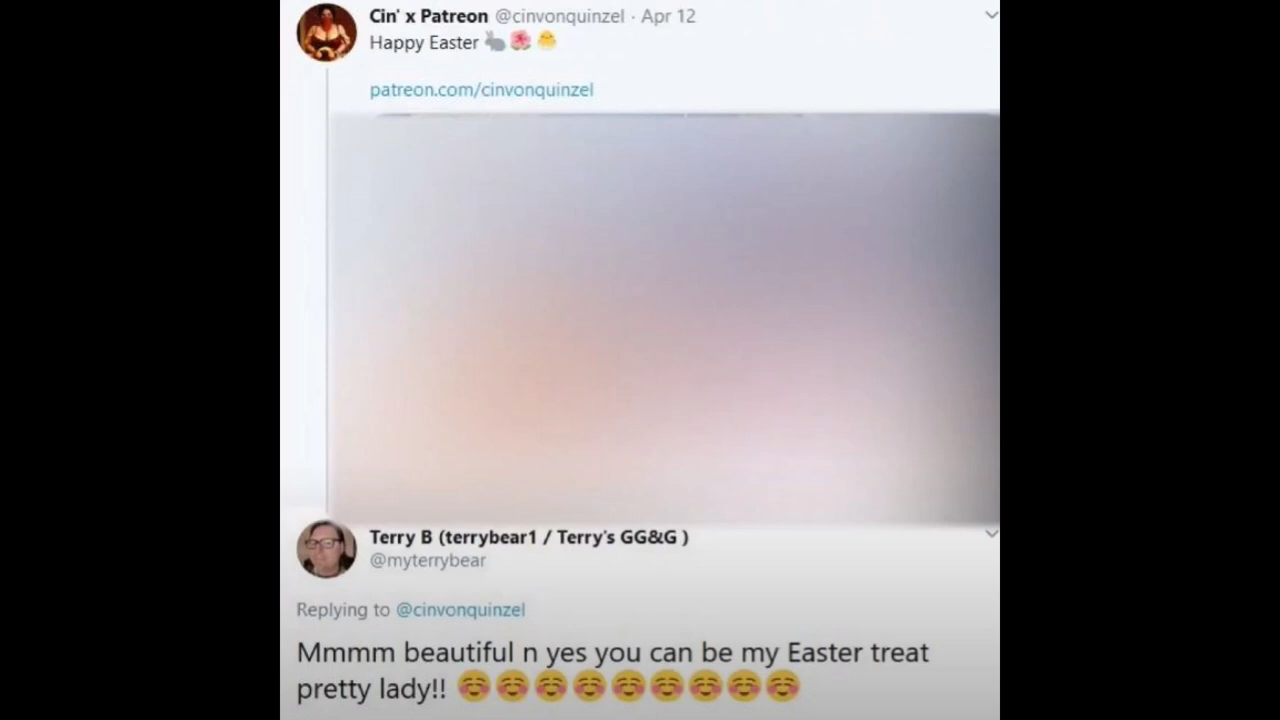 Cin' x Patreon @cinvonquinzel · Apr 12
Happy Easter 🐇🌺🐣
patreon.com/cinvonquinzel
Terry B (terrybear1 / Terry's GG&G )
@myterrybear
Replying to @cinvonquinzel
Mmmm beautiful n yes you can be my Easter treat
pretty lady!! ☺☺☺☺☺☺☺☺☺